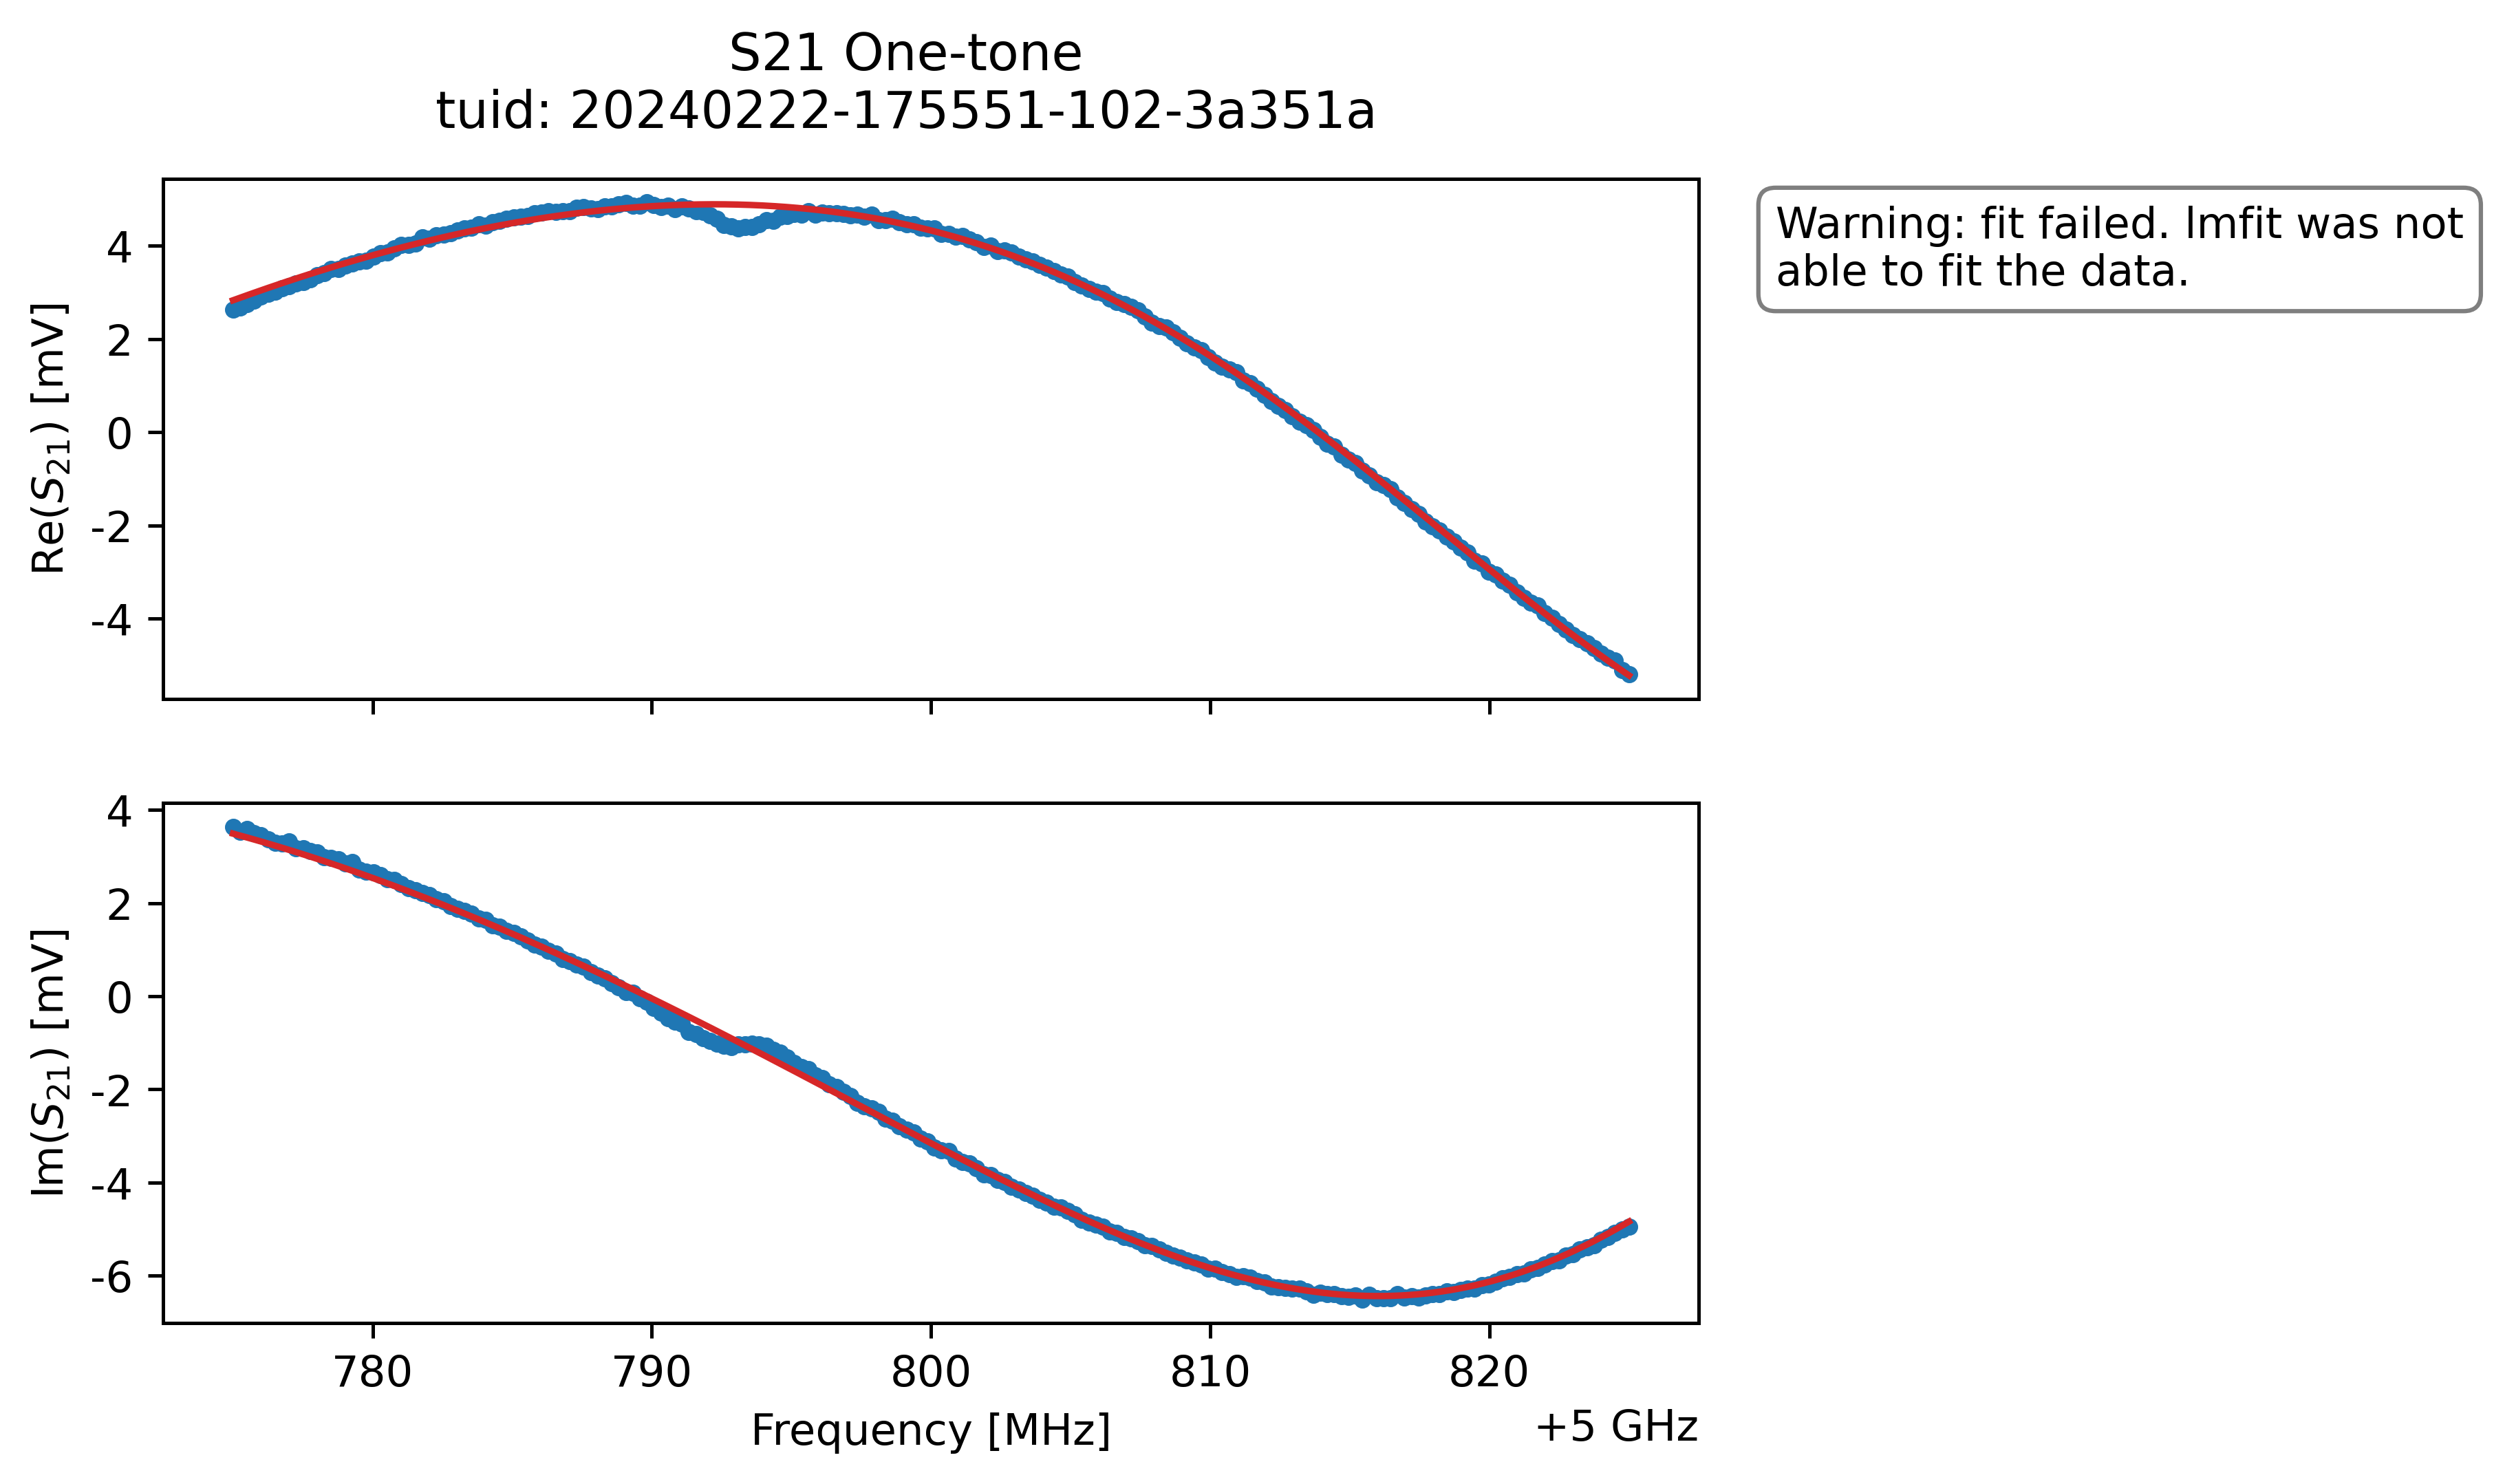 S21 One-tone
tuid: 20240222-175551-102-3a351a
Warning: fit failed. lmfit was not
able to fit the data.
Re(S21) [mV]
4
2
0
-2
-4
Im(S21) [mV]
4
2
0
-2
-4
-6
780 790 800 810 820
Frequency [MHz]
+5 GHz